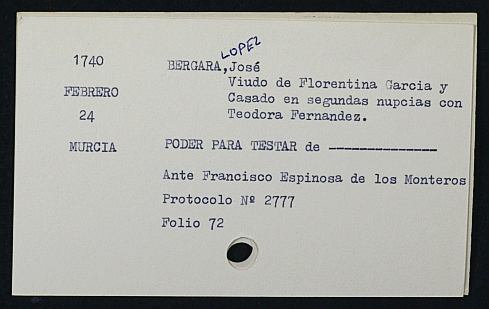 1740
FEBRERO
24
MURCIA
LOPEZ
BERGARA, José
Viudo de Florentina Garcia y
Casado en segundas nupcias con
Teodora Fernandez.
PODER PARA TESTAR de --------------
Ante Francisco Espinosa de los Monteros
Protocolo Nº 2777
Folio 72